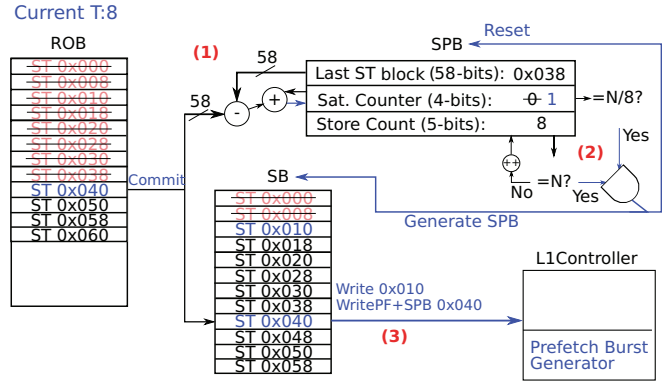 Current T:8
ROB
ST 0x000
ST 0x008
ST 0x010
ST 0x018
ST 0x020
ST 0x028
ST 0x030
ST 0x038
ST 0x040
ST 0x050
ST 0x058
ST 0x060
Commit
(1)
58
58
-
+
SPB
Reset
Last ST block (58-bits): 0x038
Sat. Counter (4-bits): 0 1
Store Count (5-bits): 8
=N/8?
(2)
Yes
++
No
=N?
Yes
Generate SPB
SB
ST 0x000
ST 0x008
ST 0x010
ST 0x018
ST 0x020
ST 0x028
ST 0x030
ST 0x038
ST 0x040
ST 0x048
ST 0x050
ST 0x058
Write 0x010
WritePF+SPB 0x040
(3)
L1Controller
Prefetch Burst
Generator